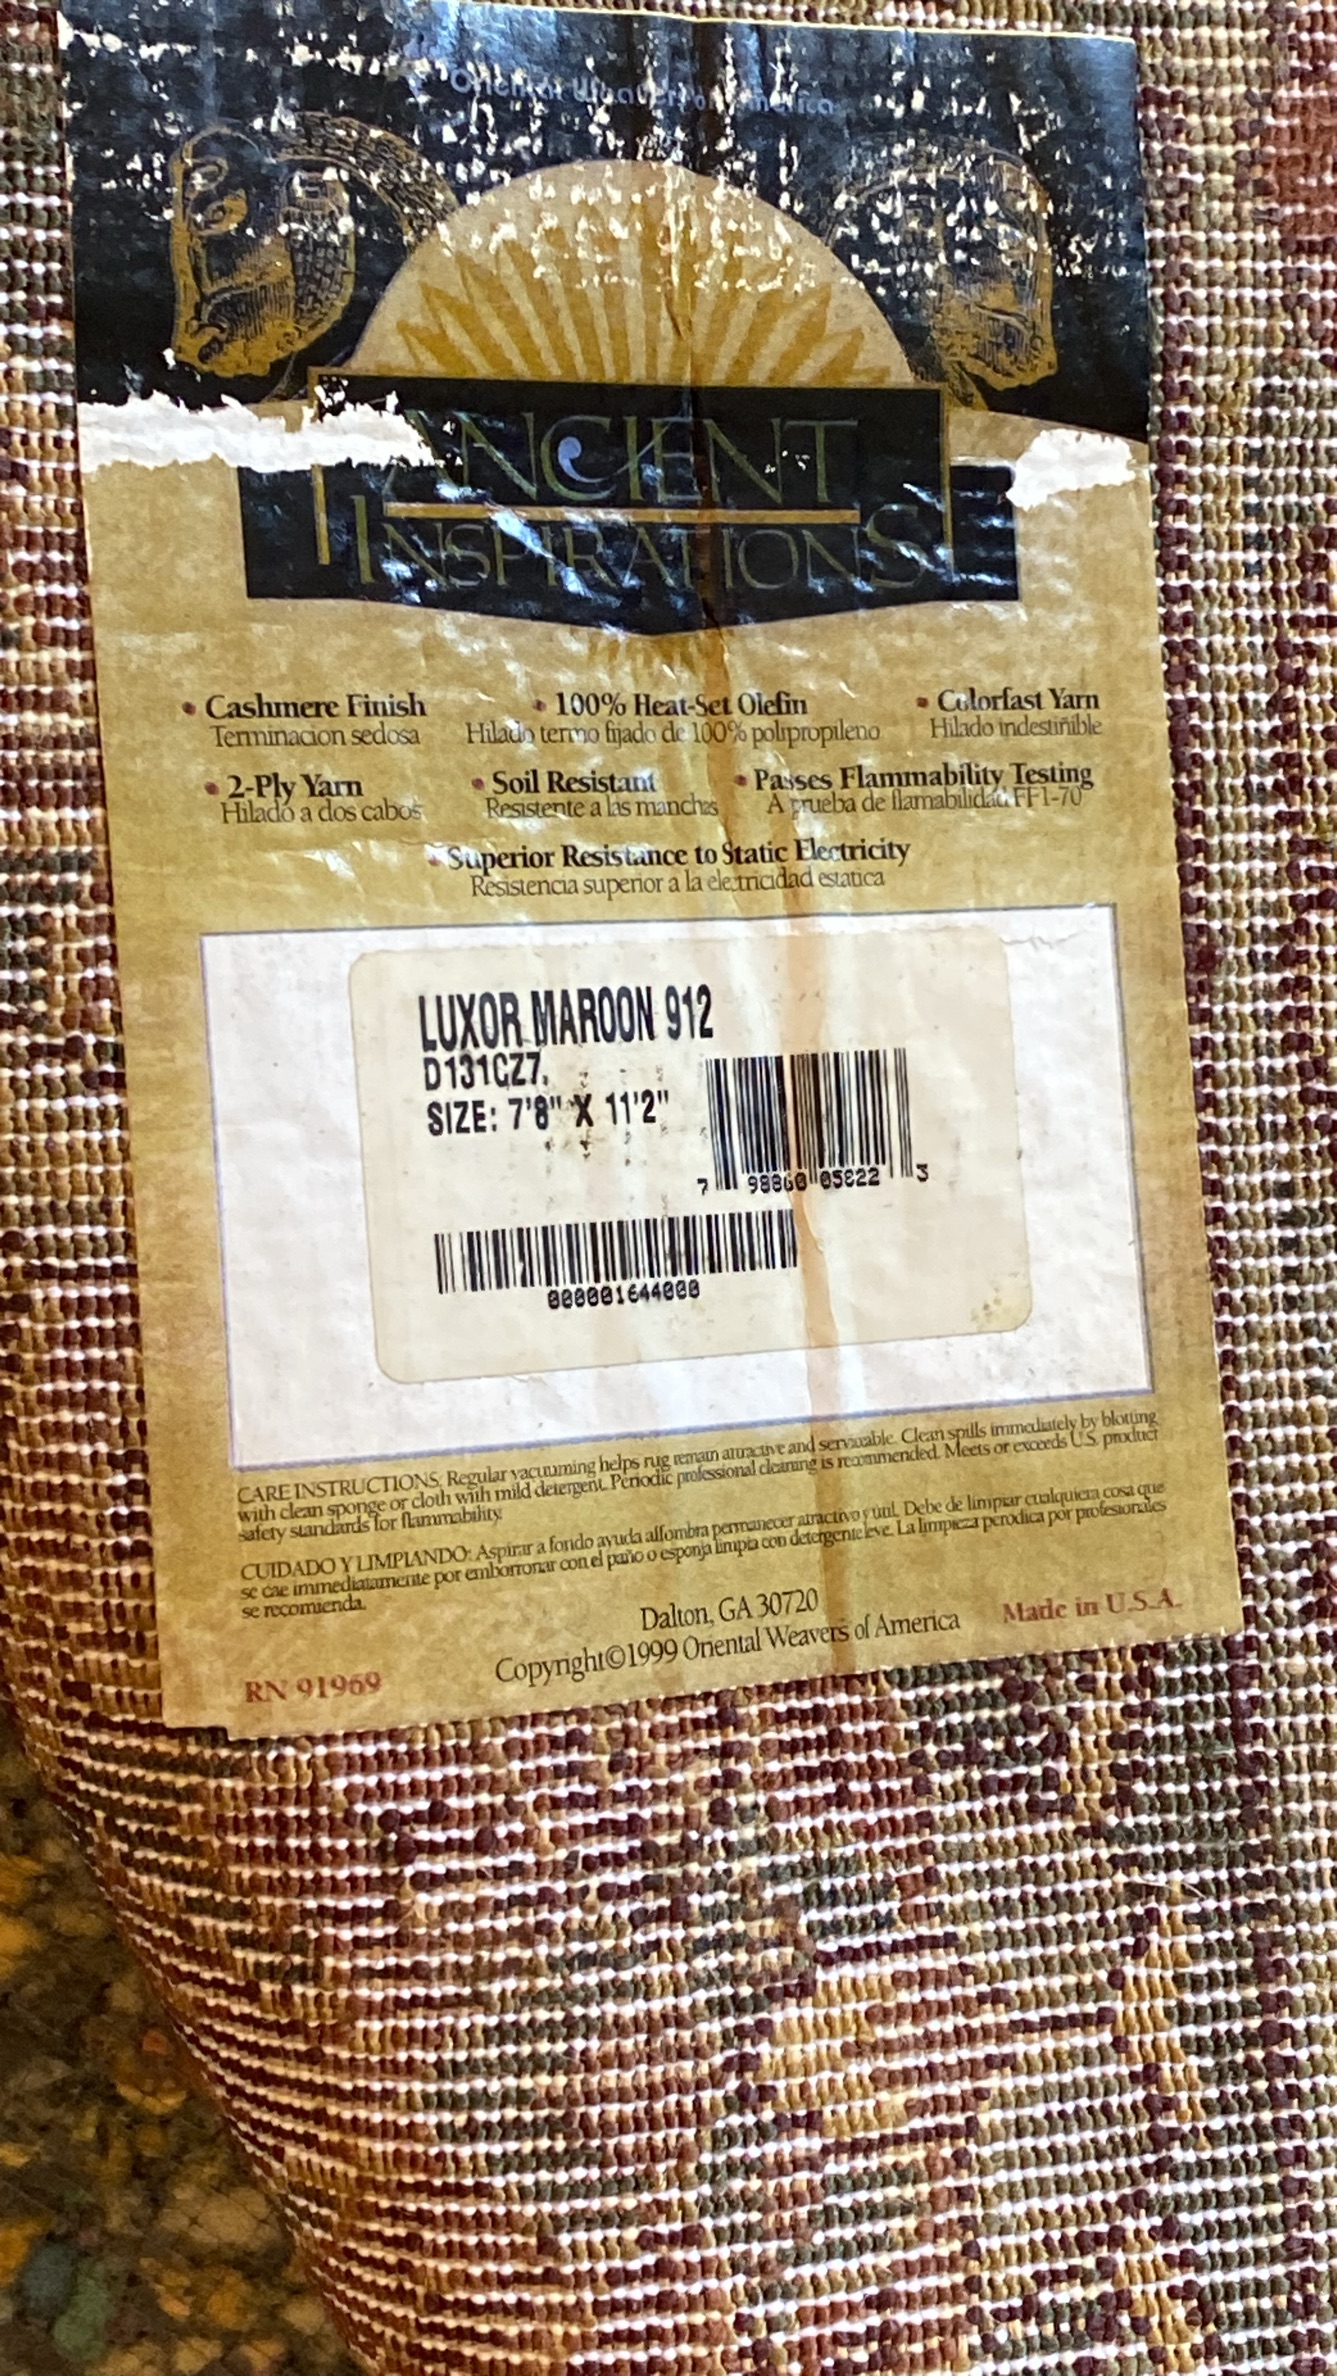 Oriental Weavers of America
ANCIENT
INSPIRATIONS
• Cashmere Finish • 100% Heat-Set Olefin • Colorfast Yarn
Terminacion sedosa Hilado termo fijado de 100% polipropileno Hilado indestiñible
• 2-Ply Yarn • Soil Resistant • Passes Flammability Testing
Hilado a dos cabos Resistente a las manchas A prueba de flamabilidad FF1-70
• Superior Resistance to Static Electricity
Resistencia superior a la electricidad estatica
LUXOR MAROON 912
D131CZ7.
SIZE: 7'8" X 11'2"
7 98860 05822 3
000001644000
CARE INSTRUCTIONS: Regular vacuuming helps rug remain attractive and serviceable. Clean spills immediately by blotting
with clean sponge or cloth with mild detergent. Periodic professional cleaning is recommended. Meets or exceeds U.S. product
safety standards for flammability.
CUIDADO Y LIMPIANDO: Aspirar a fondo ayuda alfombra permanecer atractivo y util. Debe de limpiar cualquiera cosa que
se cae immediatamente por emborronar con el paño o esponja limpia con detergente leve. La limpieza periodica por profesionales
se recomienda.
Dalton, GA 30720
RN 91969 Copyright©1999 Oriental Weavers of America Made in U.S.A.